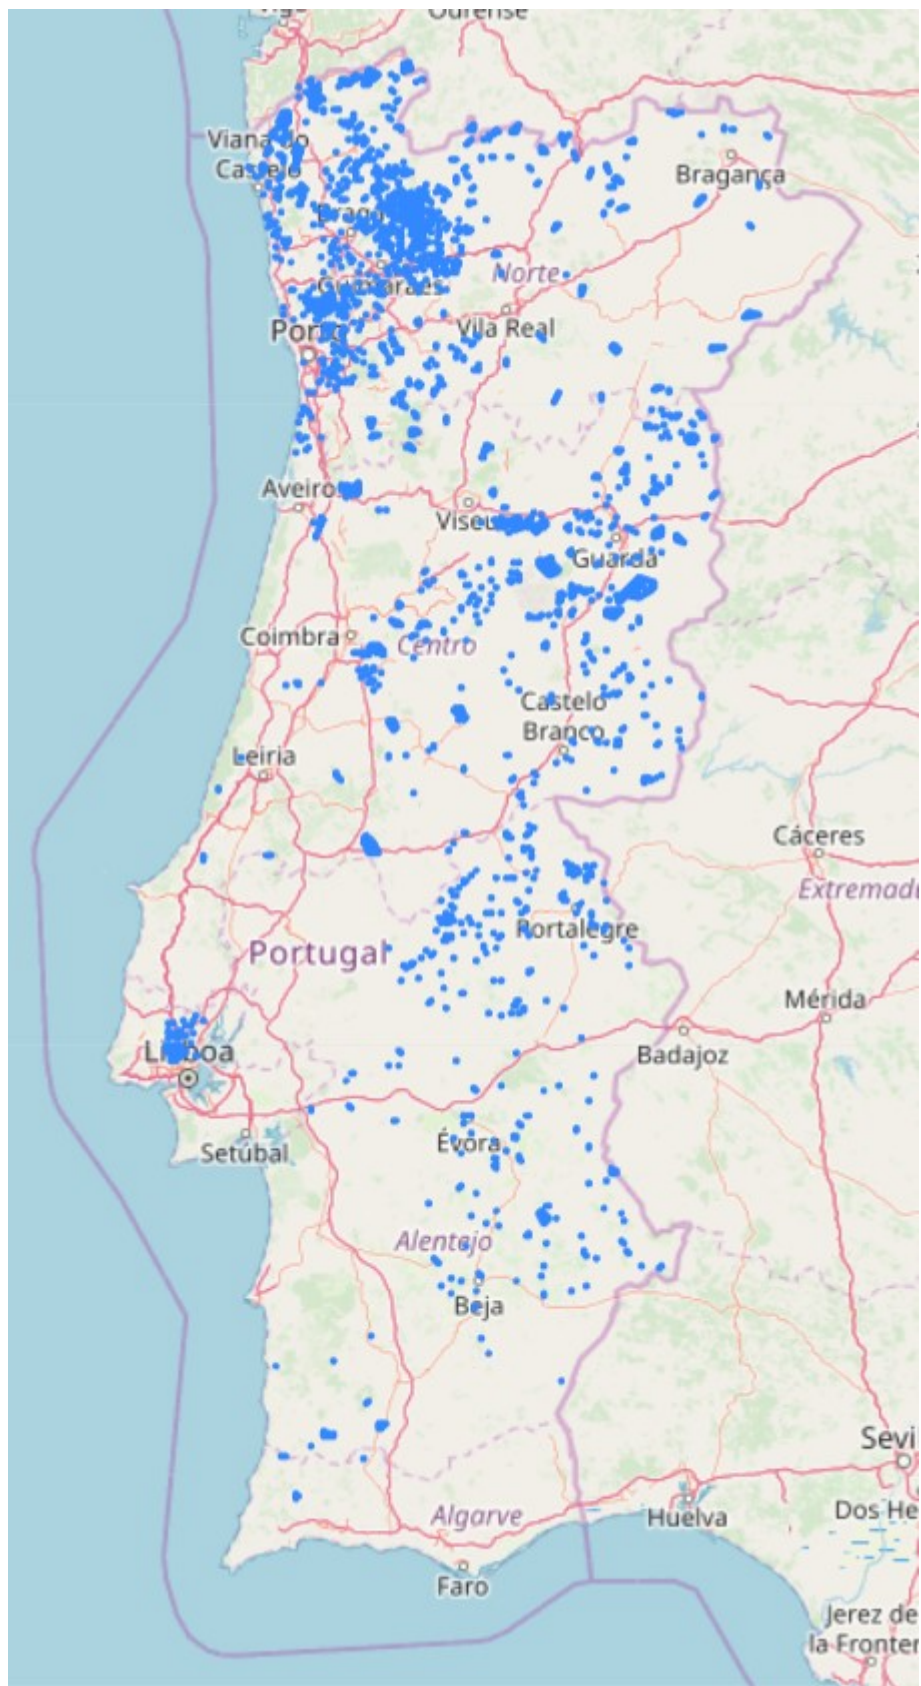 Ourense
Viana do
Castelo
Bragança
Braga
Norte
Guimarães
Porto
Vila Real
Aveiro
Viseu
Guarda
Coimbra
Centro
Castelo
Branco
Leiria
Cáceres
Extremadu
Portalegre
Portugal
Mérida
Lisboa
Badajoz
Setúbal
Évora
Alentejo
Beja
Sevi
Algarve
Huelva
Dos He
Faro
Jerez de
la Fronter